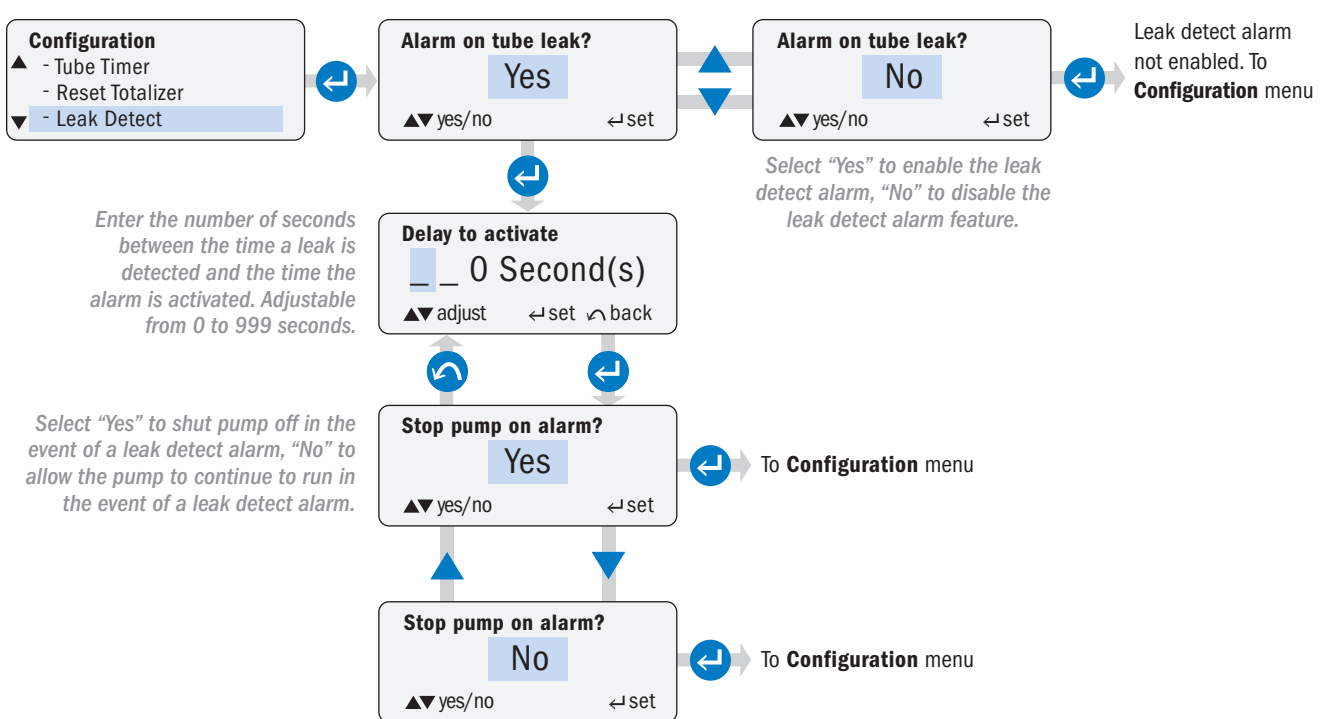 Configuration
▲ - Tube Timer
- Reset Totalizer
▼ - Leak Detect
Alarm on tube leak?
Yes
▲▼ yes/no ↵ set
Alarm on tube leak?
No
▲▼ yes/no ↵ set
Leak detect alarm
not enabled. To
Configuration menu
Select “Yes” to enable the leak
detect alarm, “No” to disable the
leak detect alarm feature.
Enter the number of seconds
between the time a leak is
detected and the time the
alarm is activated. Adjustable
from 0 to 999 seconds.
Delay to activate
_ _ 0 Second(s)
▲▼ adjust ↵ set ↶ back
Select “Yes” to shut pump off in the
event of a leak detect alarm, “No” to
allow the pump to continue to run in
the event of a leak detect alarm.
Stop pump on alarm?
Yes
▲▼ yes/no ↵ set
To Configuration menu
Stop pump on alarm?
No
▲▼ yes/no ↵ set
To Configuration menu